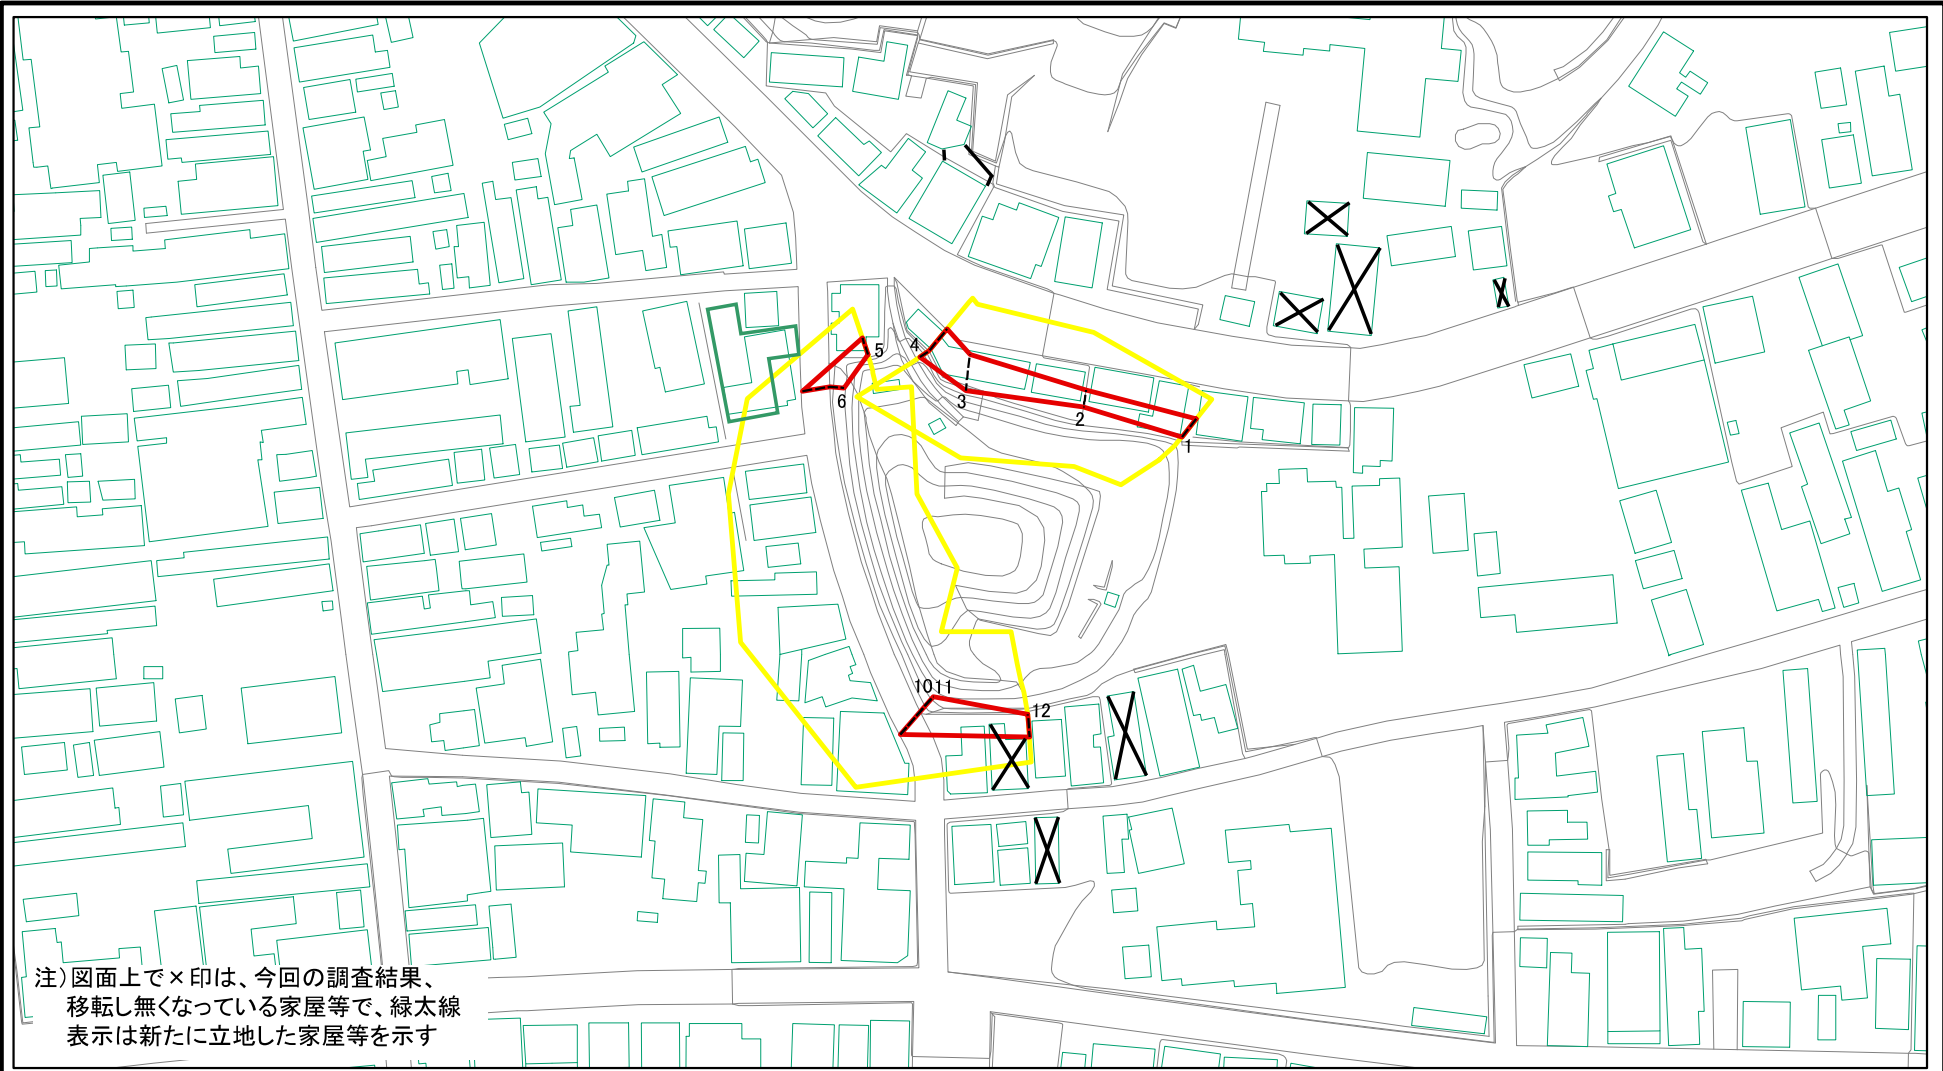 5
4
6
3
2
1
1011
12
注)図面上で×印は、今回の調査結果、
移転し無くなっている家屋等で、緑太線
表示は新たに立地した家屋等を示す